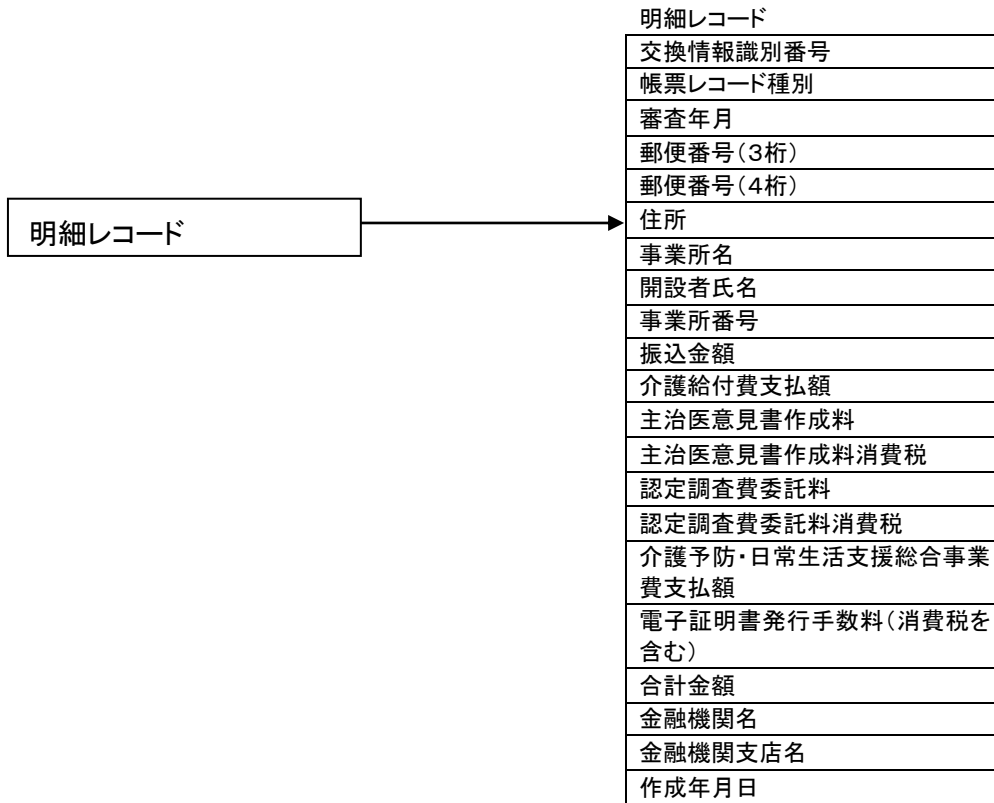 明細レコード
明細レコード
交換情報識別番号
帳票レコード種別
審査年月
郵便番号（３桁）
郵便番号（４桁）
住所
事業所名
開設者氏名
事業所番号
振込金額
介護給付費支払額
主治医意見書作成料
主治医意見書作成料消費税
認定調査費委託料
認定調査費委託料消費税
介護予防・日常生活支援総合事業
費支払額
電子証明書発行手数料（消費税を
含む）
合計金額
金融機関名
金融機関支店名
作成年月日